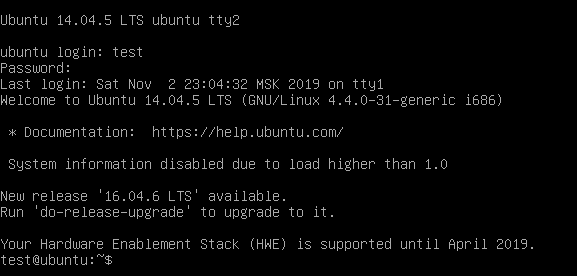 Ubuntu 14.04.5 LTS ubuntu tty2
ubuntu login: test
Password:
Last login: Sat Nov  2 23:04:32 MSK 2019 on tty1
Welcome to Ubuntu 14.04.5 LTS (GNU/Linux 4.4.0-31-generic i686)
 * Documentation:  https://help.ubuntu.com/
 System information disabled due to load higher than 1.0
New release '16.04.6 LTS' available.
Run 'do-release-upgrade' to upgrade to it.
Your Hardware Enablement Stack (HWE) is supported until April 2019.
test@ubuntu:~$